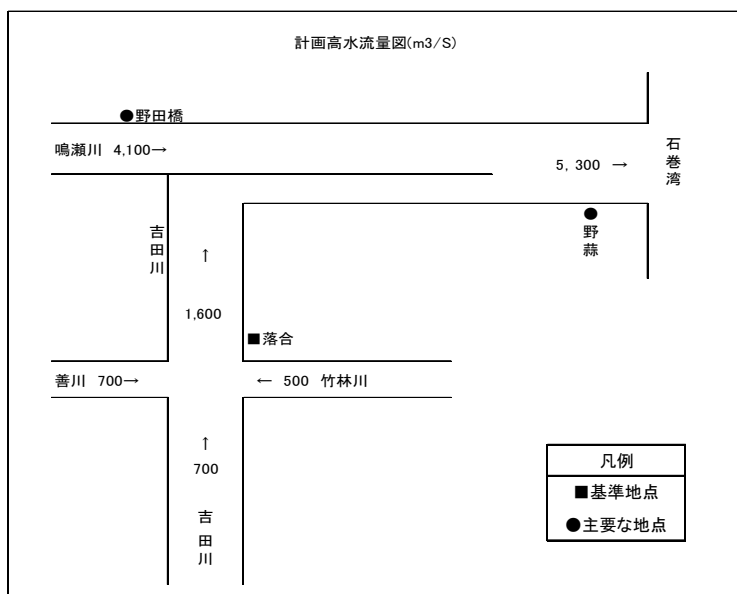 計画高水流量図(m3/S)
●野田橋
鳴瀬川 4,100→
5,300 →
石巻湾
●野蒜
吉田川
↑
1,600
■落合
善川 700→
← 500 竹林川
↑
700
吉田川
凡例
■基準地点
●主要な地点